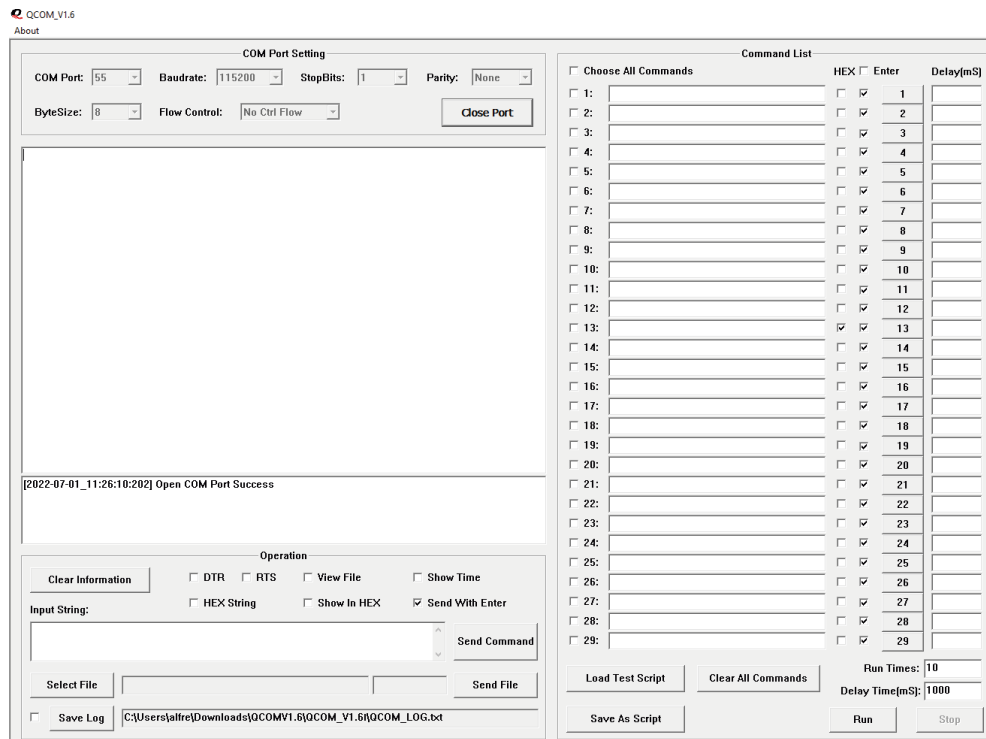 QCOM_V1.6
About
COM Port Setting
COM Port: 55 Baudrate: 115200 StopBits: 1 Parity: None
ByteSize: 8 Flow Control: No Ctrl Flow Close Port
[2022-07-01_11:26:10:202] Open COM Port Success
Operation
Clear Information DTR RTS View File Show Time
HEX String Show In HEX Send With Enter
Input String:
Send Command
Select File Send File
Save Log C:\Users\alfre\Downloads\QCOMV1.6\QCOM_V1.6I\QCOM_LOG.txt
Command List
Choose All Commands HEX Enter Delay(mS)
1: 1
2: 2
3: 3
4: 4
5: 5
6: 6
7: 7
8: 8
9: 9
10: 10
11: 11
12: 12
13: 13
14: 14
15: 15
16: 16
17: 17
18: 18
19: 19
20: 20
21: 21
22: 22
23: 23
24: 24
25: 25
26: 26
27: 27
28: 28
29: 29
Load Test Script Clear All Commands Run Times: 10
Delay Time(mS): 1000
Save As Script Run Stop